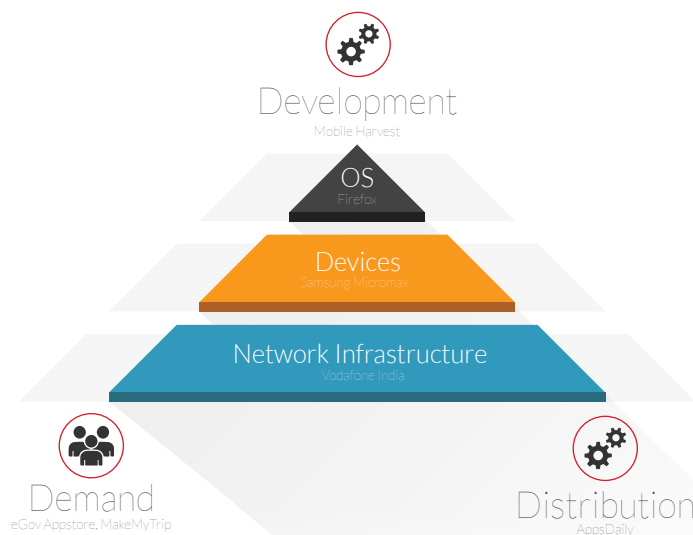 Development
Mobile Harvest
OS
Firefox
Devices
Samsung Micromax
Network Infrastructure
Vodafone India
Demand
eGov Appstore, MakeMyTrip
Distribution
AppsDaily